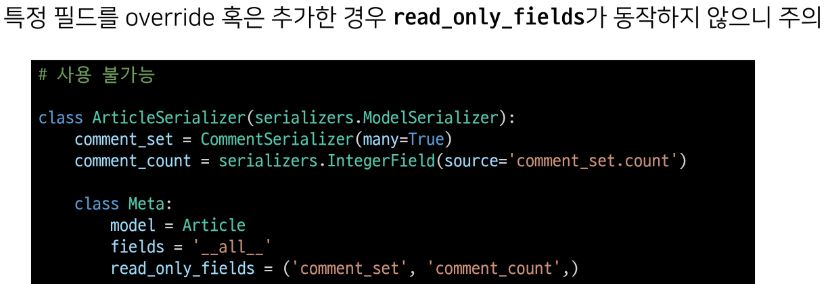 특정 필드를 override 혹은 추가한 경우 read_only_fields가 동작하지 않으니 주의
# 사용 불가능
class ArticleSerializer(serializers.ModelSerializer):
    comment_set = CommentSerializer(many=True)
    comment_count = serializers.IntegerField(source='comment_set.count')
    class Meta:
        model = Article
        fields = '__all__'
        read_only_fields = ('comment_set', 'comment_count',)